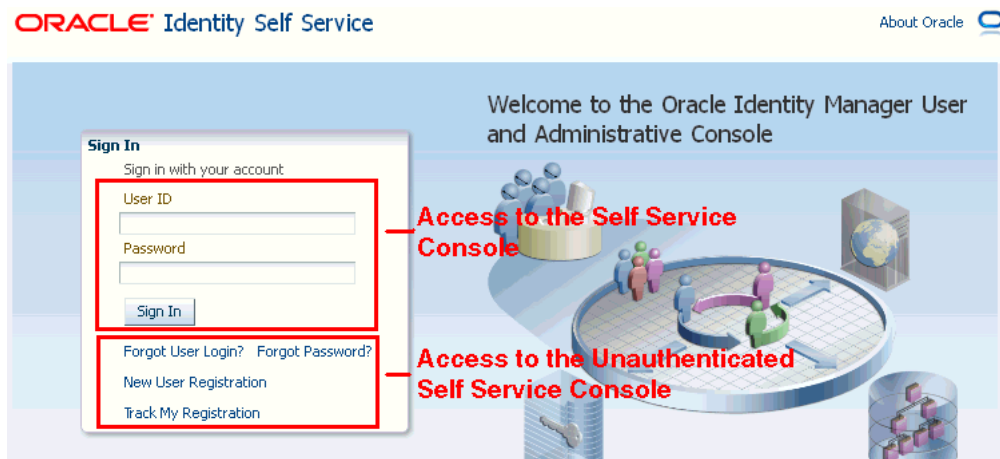 ORACLE® Identity Self Service
About Oracle
Welcome to the Oracle Identity Manager User
and Administrative Console
Sign In
Sign in with your account
User ID
Password
Sign In
Access to the Self Service
Console
Forgot User Login? Forgot Password?
New User Registration
Track My Registration
Access to the Unauthenticated
Self Service Console